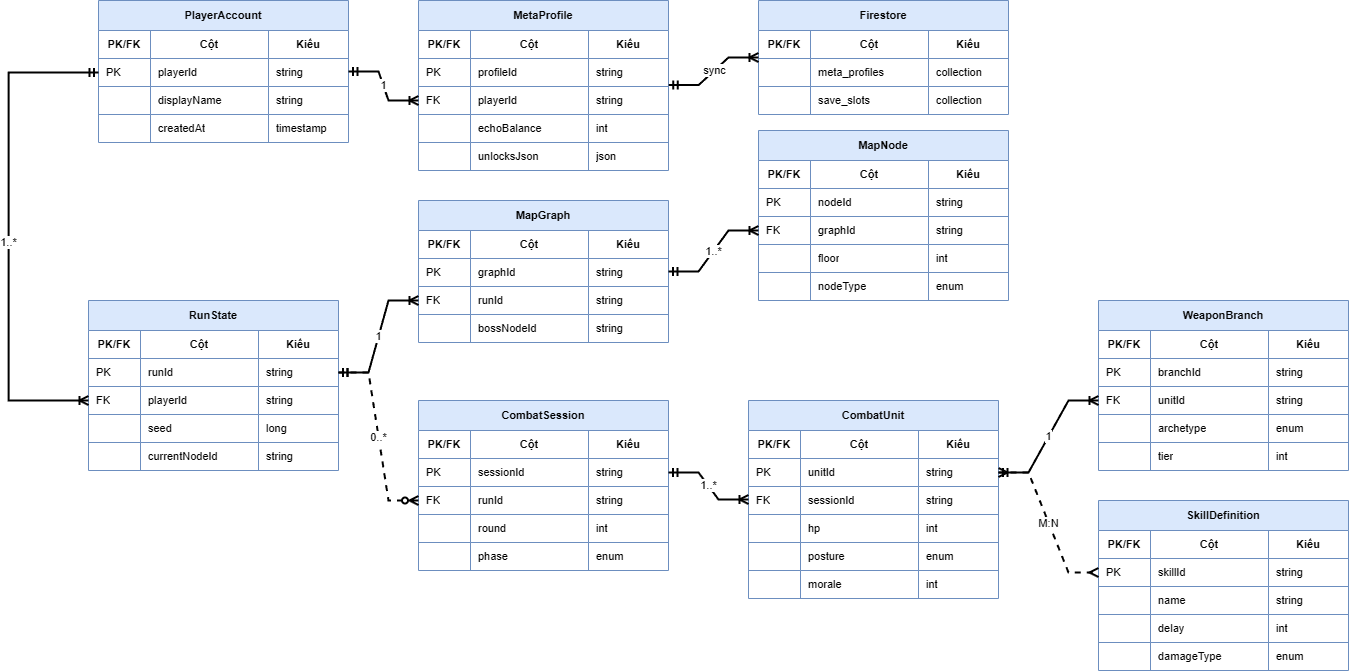 PlayerAccount
PK/FK Cột Kiểu
PK playerId string
displayName string
createdAt timestamp
1
MetaProfile
PK/FK Cột Kiểu
PK profileId string
FK playerId string
echoBalance int
unlocksJson json
sync
Firestore
PK/FK Cột Kiểu
meta_profiles collection
save_slots collection
MapNode
PK/FK Cột Kiểu
PK nodeId string
FK graphId string
floor int
nodeType enum
MapGraph
PK/FK Cột Kiểu
PK graphId string
FK runId string
bossNodeId string
1..*
1..*
RunState
PK/FK Cột Kiểu
PK runId string
FK playerId string
seed long
currentNodeId string
1
0..*
CombatSession
PK/FK Cột Kiểu
PK sessionId string
FK runId string
round int
phase enum
1..*
CombatUnit
PK/FK Cột Kiểu
PK unitId string
FK sessionId string
hp int
posture enum
morale int
1
M:N
WeaponBranch
PK/FK Cột Kiểu
PK branchId string
FK unitId string
archetype enum
tier int
SkillDefinition
PK/FK Cột Kiểu
PK skillId string
name string
delay int
damageType enum